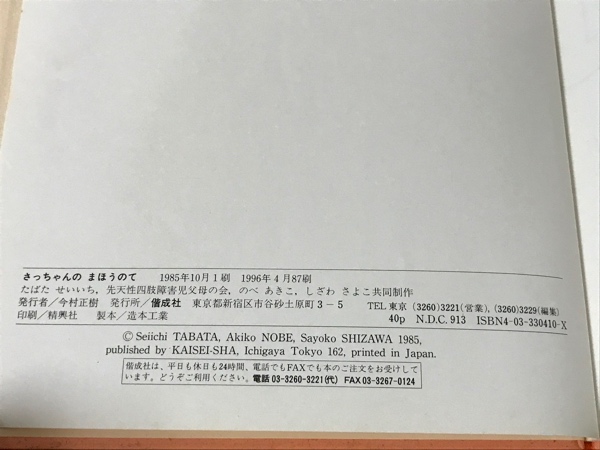 さっちゃんの まほうのて 1985年10月1刷 1996年4月87刷
たばた せいいち，先天性四肢障害児父母の会，のべ あきこ，しざわ さよこ共同制作
発行者／今村正樹 発行所／偕成社 東京都新宿区市谷砂土原町3－5 TEL 東京 (3260)3221(営業), (3260)3229(編集)
印刷／精興社 製本／造本工業 40p N.D.C. 913 ISBN4-03-330410-X
©Seiichi TABATA, Akiko NOBE, Sayoko SHIZAWA 1985,
published by KAISEI-SHA, Ichigaya Tokyo 162, printed in Japan.
偕成社は、平日も休日も24時間、電話でもFAXでも本のご注文をお受けして
います。どうぞご利用ください。電話 03-3260-3221(代) FAX 03-3267-0124